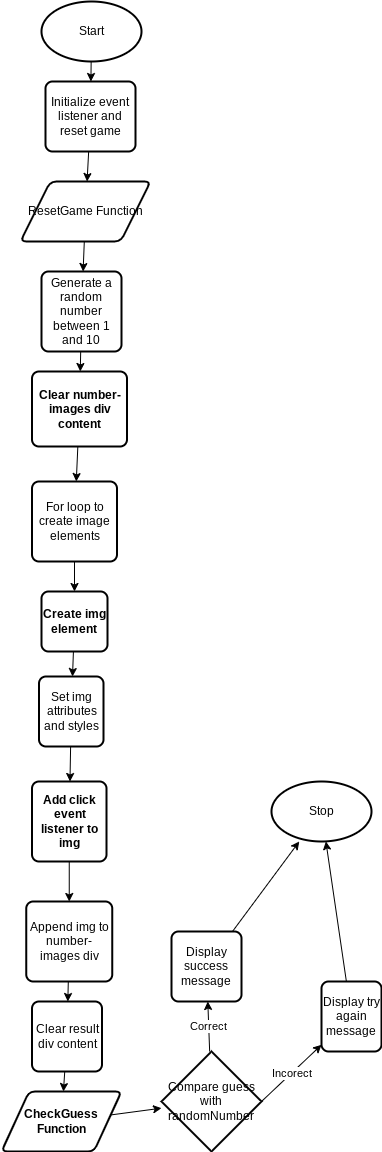 Start
Initialize event
listener and
reset game
ResetGame Function
Generate a
random
number
between 1
and 10
Clear number-
images div
content
For loop to
create image
elements
Create img
element
Set img
attributes
and styles
Add click
event
listener to
img
Append img to
number-
images div
Clear result
div content
CheckGuess
Function
Compare guess
with
randomNumber
Correct
Incorect
Display
success
message
Display try
again
message
Stop